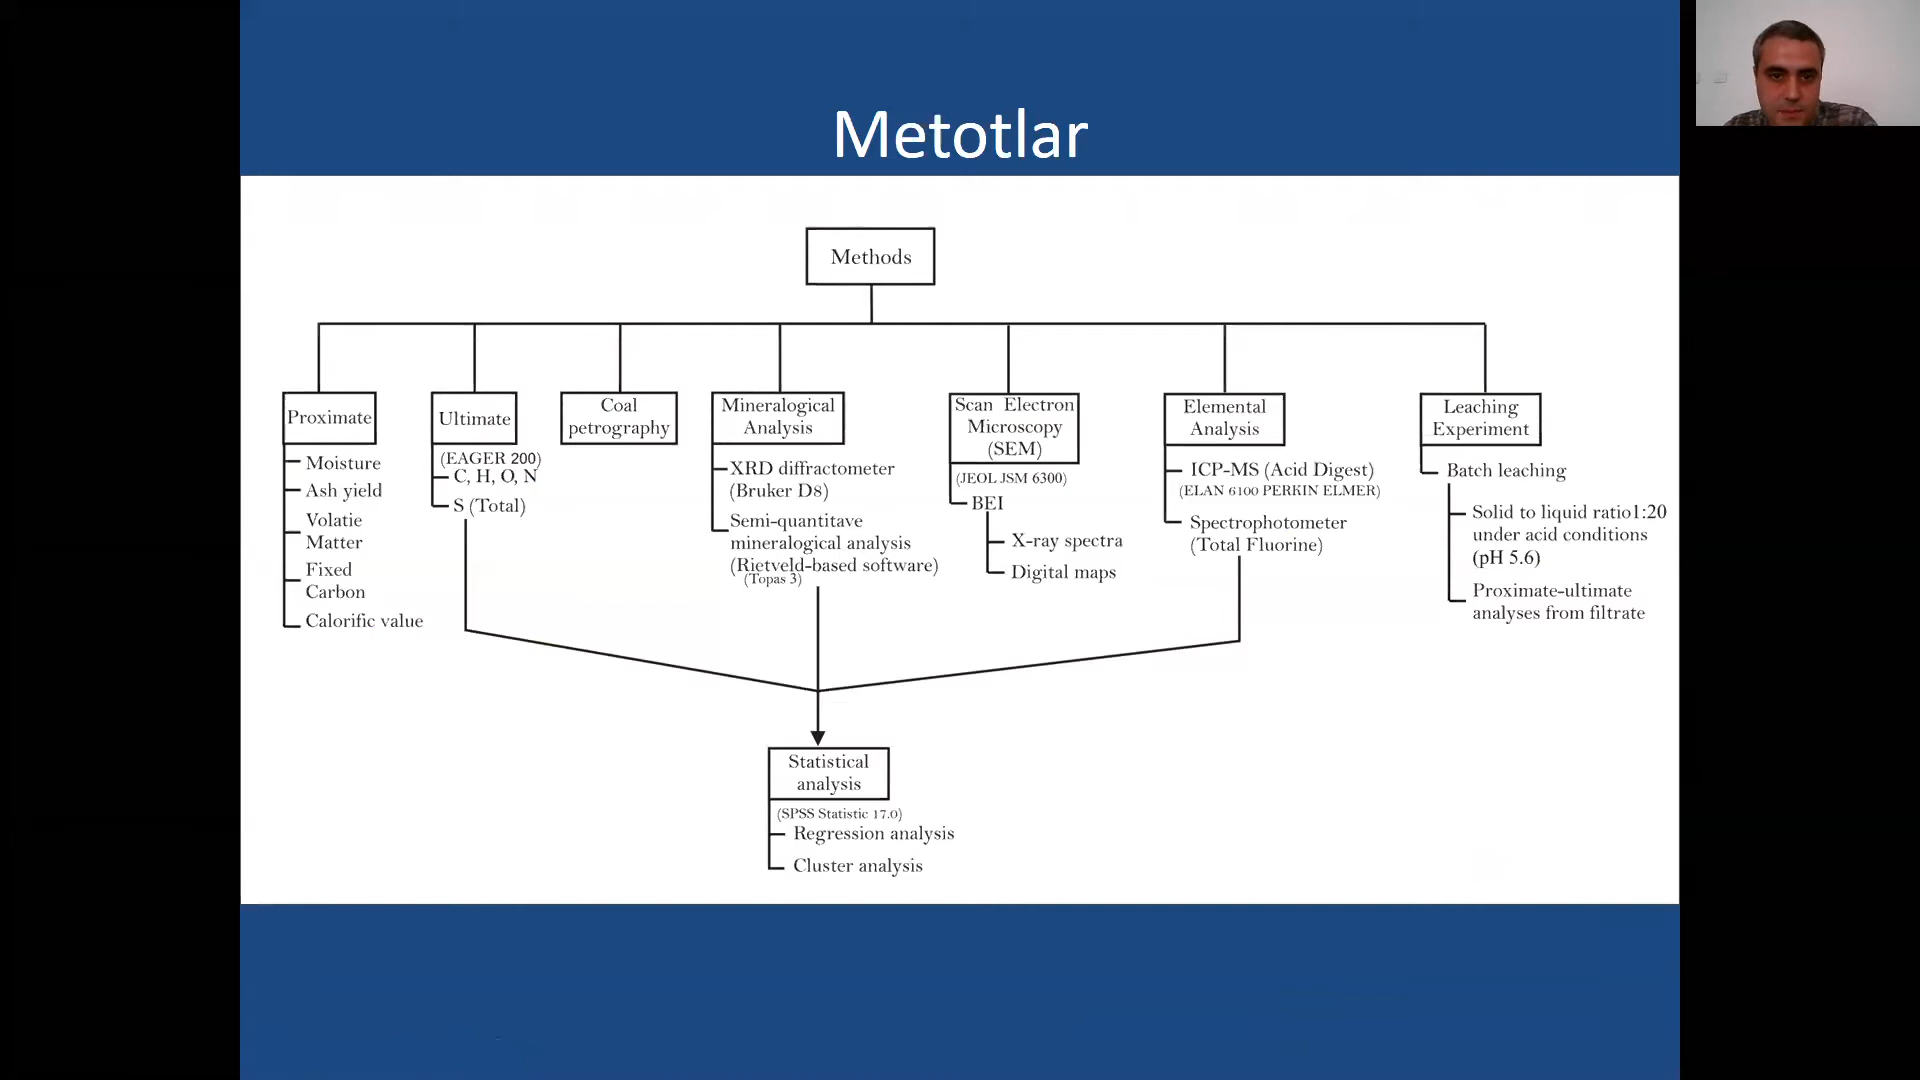 Metotlar
Methods
Proximate
Moisture
Ash yield
Volatie
Matter
Fixed
Carbon
Calorific value
Ultimate
(EAGER 200)
C, H, O, N
S (Total)
Coal
petrography
Mineralogical
Analysis
XRD diffractometer
(Bruker D8)
Semi-quantitave
mineralogical analysis
(Rietveld-based software)
(Topas 3)
Scan Electron
Microscopy
(SEM)
(JEOL JSM 6300)
BEI
X-ray spectra
Digital maps
Elemental
Analysis
ICP-MS (Acid Digest)
(ELAN 6100 PERKIN ELMER)
Spectrophotometer
(Total Fluorine)
Leaching
Experiment
Batch leaching
Solid to liquid ratio1:20
under acid conditions
(pH 5.6)
Proximate-ultimate
analyses from filtrate
Statistical
analysis
(SPSS Statistic 17.0)
Regression analysis
Cluster analysis